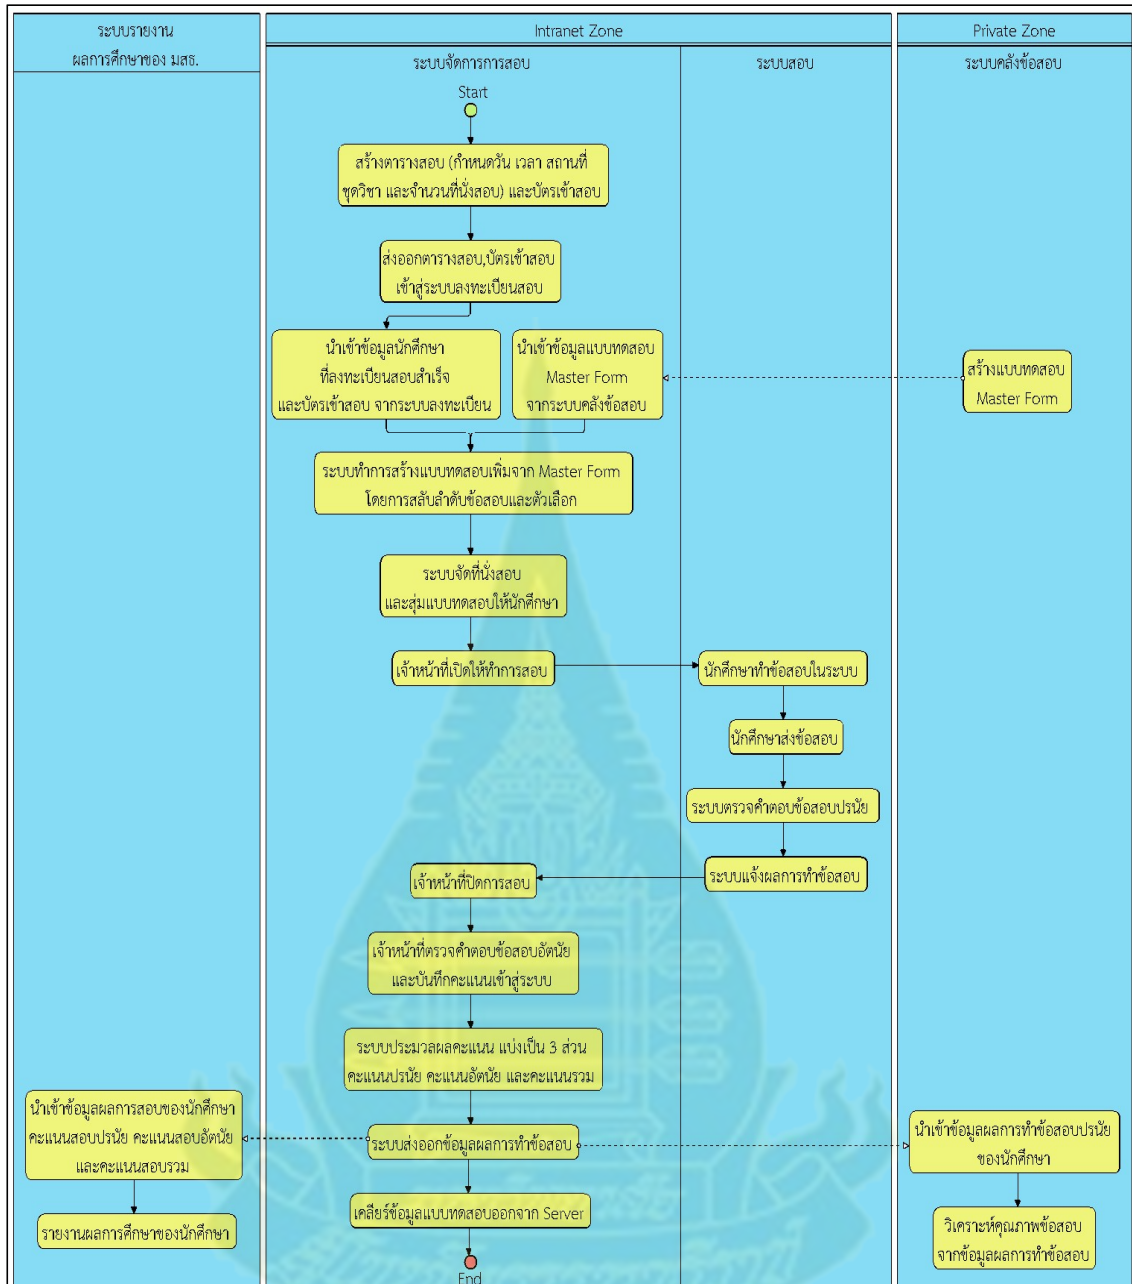 ระบบรายงาน
ผลการศึกษาของ มสธ.
Intranet Zone
Private Zone
ระบบจัดการการสอบ
ระบบสอบ
ระบบคลังข้อสอบ
Start
สร้างตารางสอบ (กำหนดวัน เวลา สถานที่
ชุดวิชา และจำนวนที่นั่งสอบ) และบัตรเข้าสอบ
ส่งออกตารางสอบ,บัตรเข้าสอบ
เข้าสู่ระบบลงทะเบียนสอบ
นำเข้าข้อมูลนักศึกษา
ที่ลงทะเบียนสอบสำเร็จ
และบัตรเข้าสอบ จากระบบลงทะเบียน
นำเข้าข้อมูลแบบทดสอบ
Master Form
จากระบบคลังข้อสอบ
สร้างแบบทดสอบ
Master Form
ระบบทำการสร้างแบบทดสอบเพิ่มจาก Master Form
โดยการสลับลำดับข้อสอบและตัวเลือก
ระบบจัดที่นั่งสอบ
และสุ่มแบบทดสอบให้นักศึกษา
เจ้าหน้าที่เปิดให้ทำการสอบ
นักศึกษาทำข้อสอบในระบบ
นักศึกษาส่งข้อสอบ
ระบบตรวจคำตอบข้อสอบปรนัย
ระบบแจ้งผลการทำข้อสอบ
เจ้าหน้าที่ปิดการสอบ
เจ้าหน้าที่ตรวจคำตอบข้อสอบอัตนัย
และบันทึกคะแนนเข้าสู่ระบบ
ระบบประมวลผลคะแนน แบ่งเป็น 3 ส่วน
คะแนนปรนัย คะแนนอัตนัย และคะแนนรวม
นำเข้าข้อมูลผลการสอบของนักศึกษา
คะแนนสอบปรนัย คะแนนสอบอัตนัย
และคะแนนสอบรวม
ระบบส่งออกข้อมูลผลการทำข้อสอบ
นำเข้าข้อมูลผลการทำข้อสอบปรนัย
ของนักศึกษา
รายงานผลการศึกษาของนักศึกษา
เคลียร์ข้อมูลแบบทดสอบออกจาก Server
วิเคราะห์คุณภาพข้อสอบ
จากข้อมูลผลการทำข้อสอบ
End